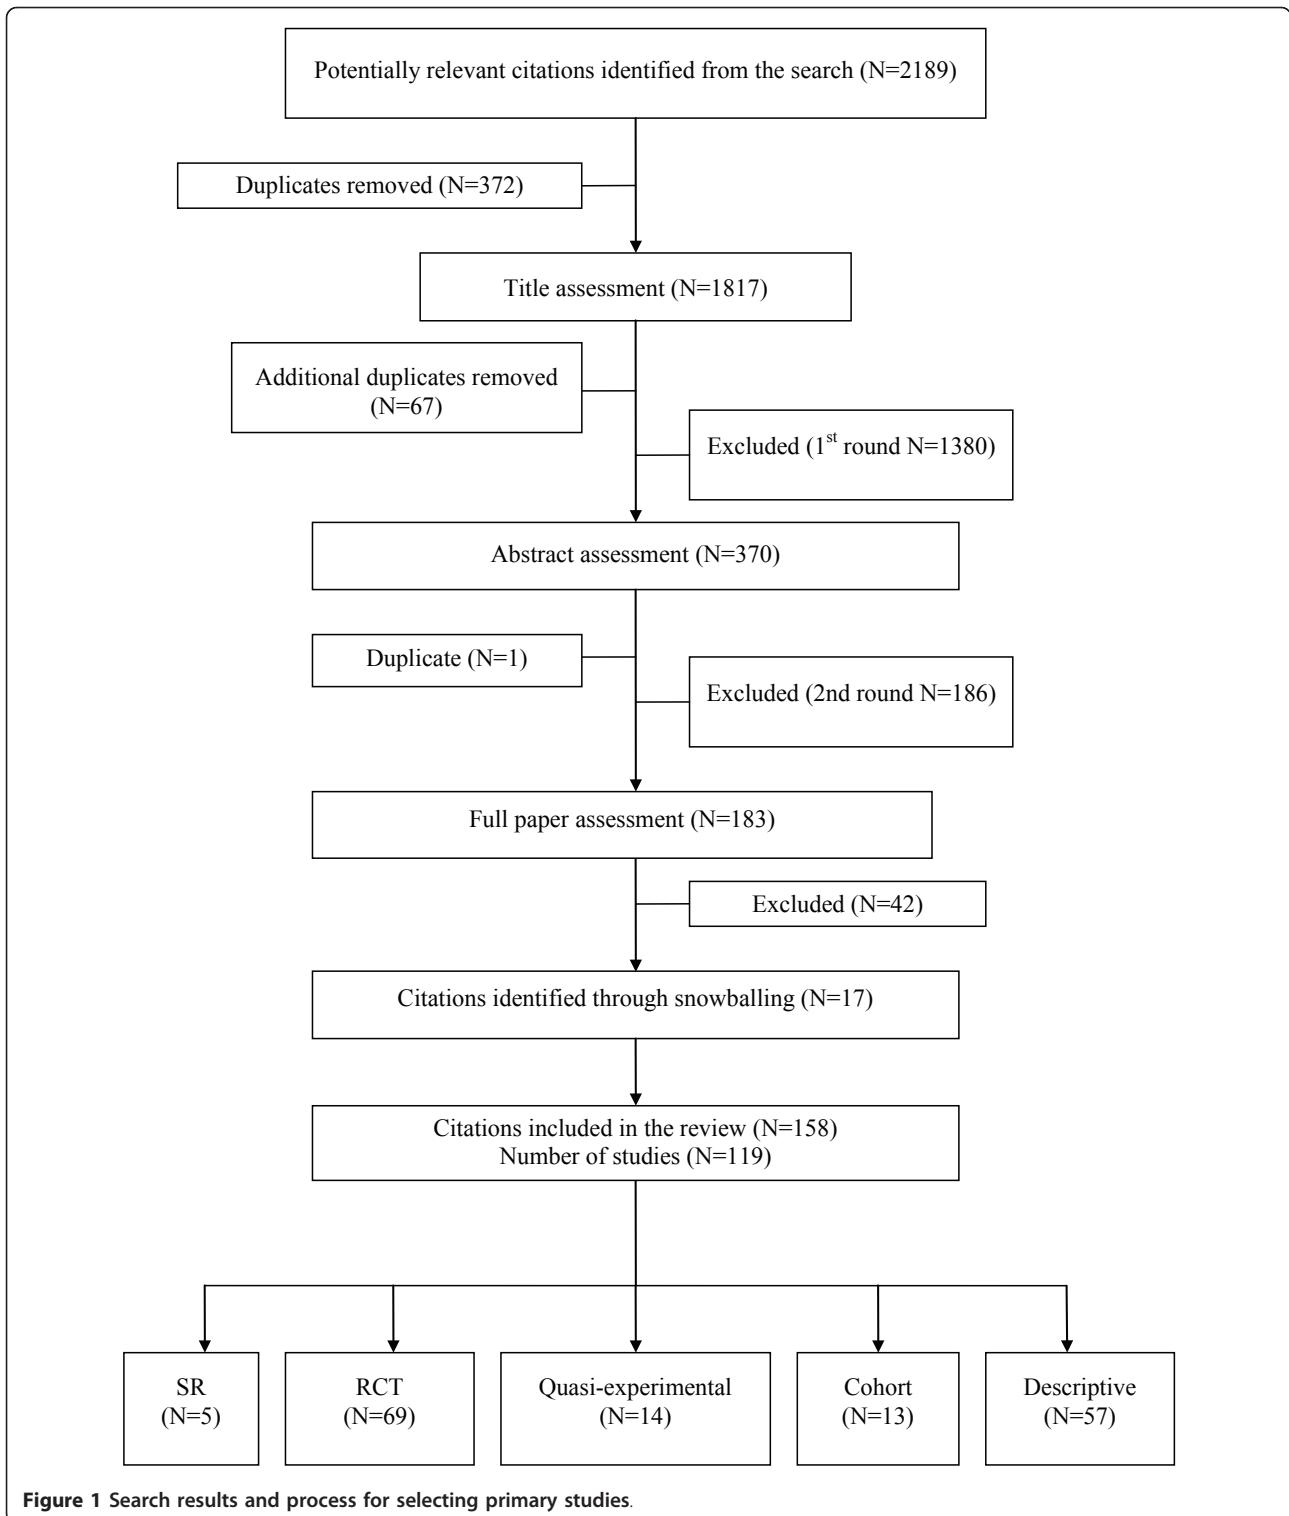 Potentially relevant citations identified from the search (N=2189)
Duplicates removed (N=372)
Title assessment (N=1817)
Additional duplicates removed
(N=67)
Excluded (1st round N=1380)
Abstract assessment (N=370)
Duplicate (N=1)
Excluded (2nd round N=186)
Full paper assessment (N=183)
Excluded (N=42)
Citations identified through snowballing (N=17)
Citations included in the review (N=158)
Number of studies (N=119)
SR
(N=5)
RCT
(N=69)
Quasi-experimental
(N=14)
Cohort
(N=13)
Descriptive
(N=57)
Figure 1 Search results and process for selecting primary studies.